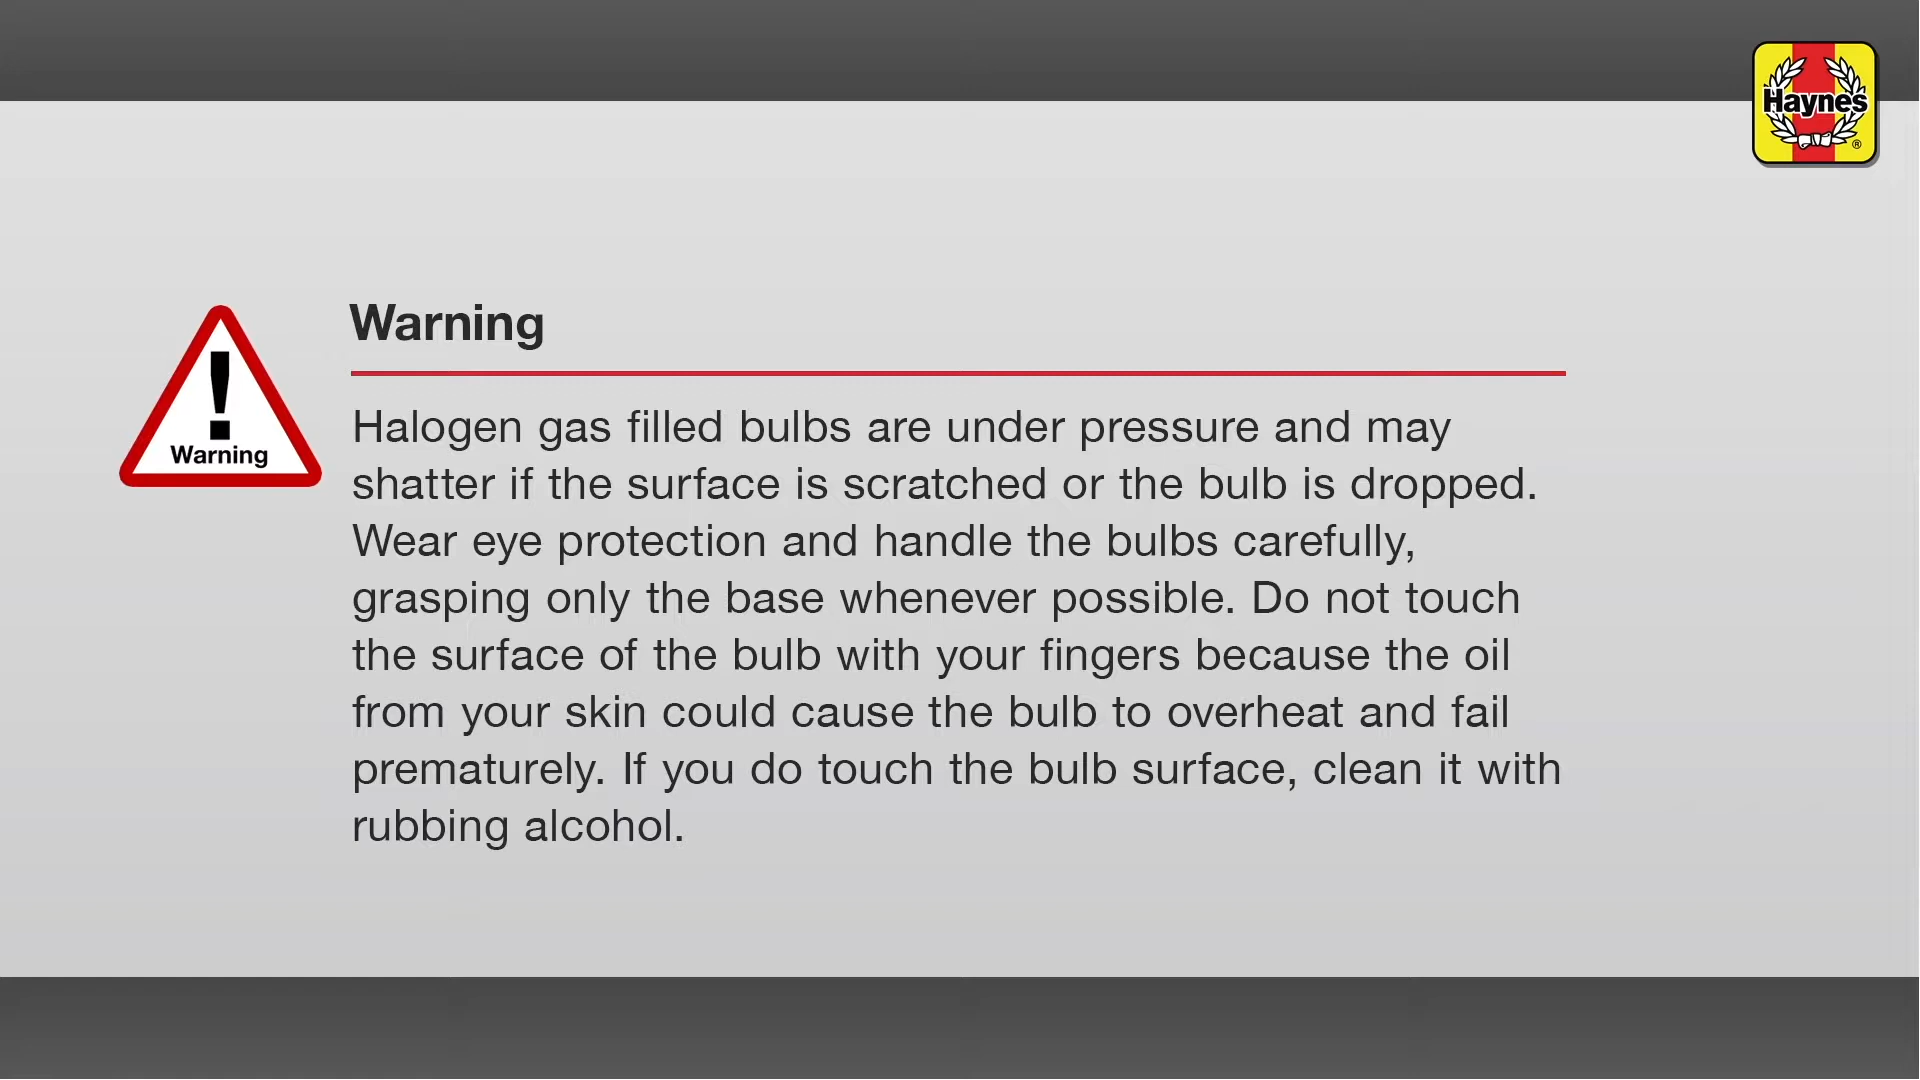 Haynes
®
Warning
Warning
Halogen gas filled bulbs are under pressure and may
shatter if the surface is scratched or the bulb is dropped.
Wear eye protection and handle the bulbs carefully,
grasping only the base whenever possible. Do not touch
the surface of the bulb with your fingers because the oil
from your skin could cause the bulb to overheat and fail
prematurely. If you do touch the bulb surface, clean it with
rubbing alcohol.